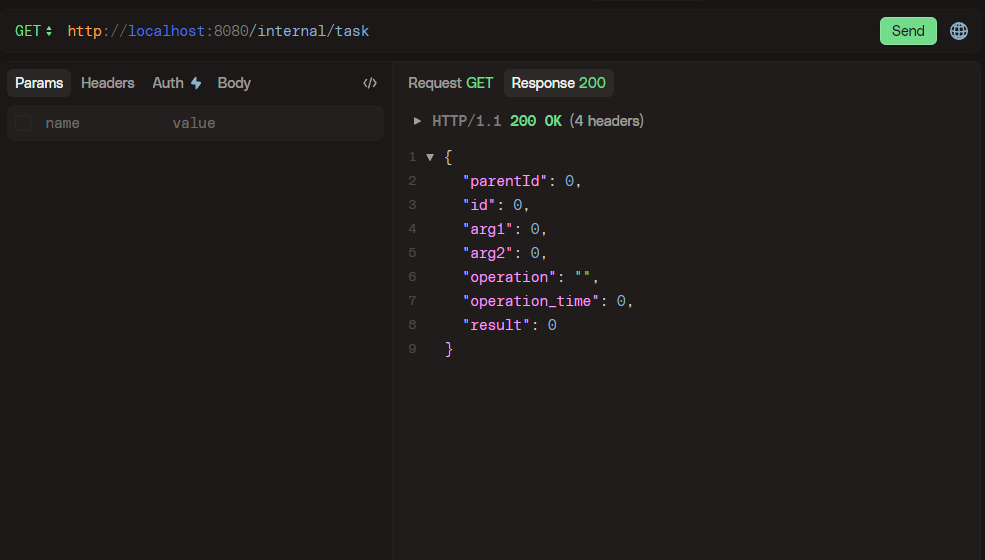 GET http://localhost:8080/internal/task Send
Params Headers Auth Body </>
name value
Request GET Response 200
HTTP/1.1 200 OK (4 headers)
1 {
2 "parentId": 0,
3 "id": 0,
4 "arg1": 0,
5 "arg2": 0,
6 "operation": "",
7 "operation_time": 0,
8 "result": 0
9 }